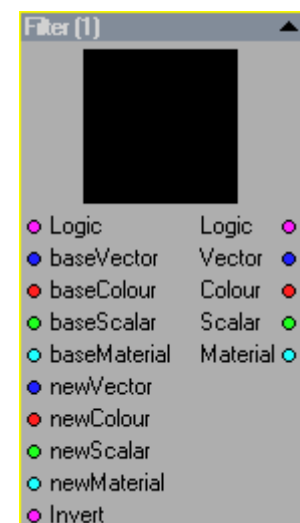 Filter (1)
Logic Logic
baseVector Vector
baseColour Colour
baseScalar Scalar
baseMaterial Material
newVector
newColour
newScalar
newMaterial
Invert